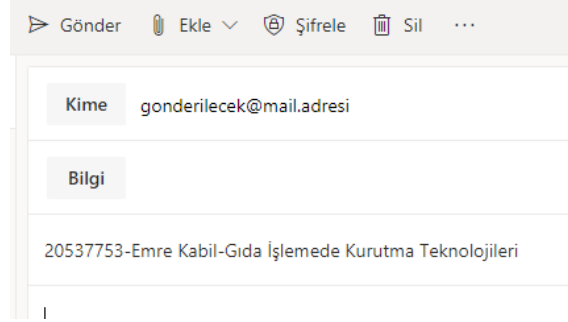 Gönder Ekle Şifrele Sil ...
Kime gonderilecek@mail.adresi
Bilgi
20537753-Emre Kabil-Gıda İşlemede Kurutma Teknolojileri